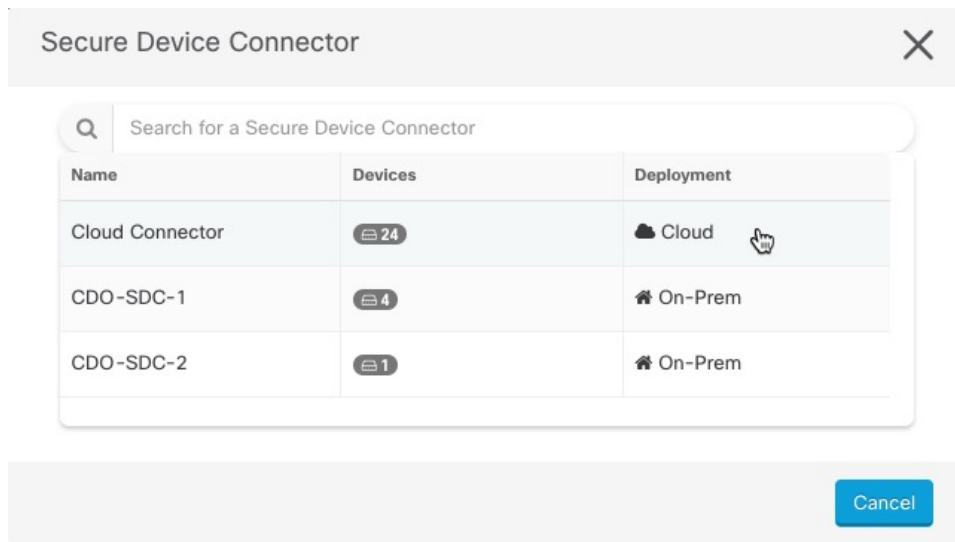 Secure Device Connector
Search for a Secure Device Connector
Name Devices Deployment
Cloud Connector 24 Cloud
CDO-SDC-1 4 On-Prem
CDO-SDC-2 1 On-Prem
Cancel